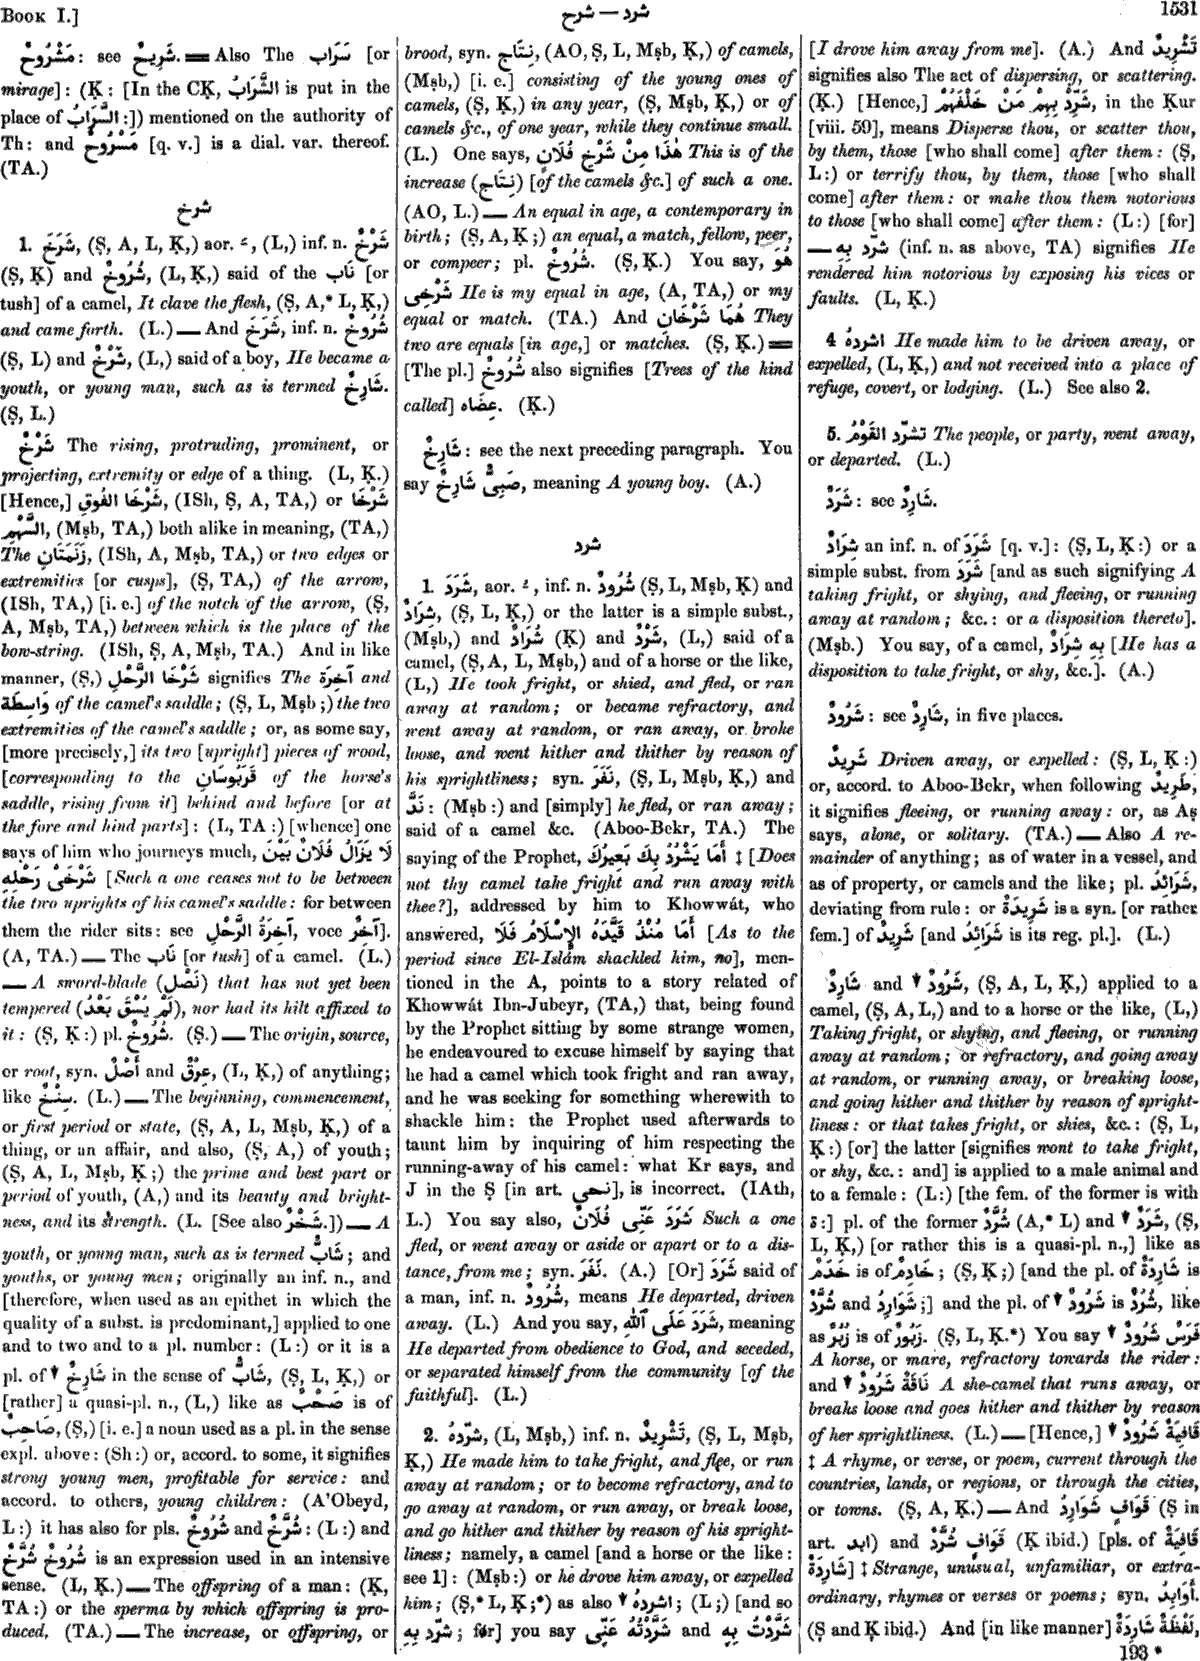 BOOK I.]
شرد — شرح
1531
مَشْرُوحٌ: see شَرِيحٌ. ＝ Also The سَرَاب [or
mirage]: (Ḳ: [In the CḲ, الشَّرَابُ is put in the
place of السَّرَابُ:]) mentioned on the authority of
Th: and مَسْرُوحٌ [q. v.] is a dial. var. thereof.
(TA.)
شرخ
1. شَرَخَ, (Ṣ, A, L, Ḳ,) aor. ـُ, (L,) inf. n. شَرْخٌ
(Ṣ, Ḳ) and شُرُوخٌ, (L, Ḳ,) said of the نَاب [or
tush] of a camel, It clave the flesh, (Ṣ, A,* L, Ḳ,)
and came forth. (L.) — And شَرَخَ, inf. n. شُرُوخٌ
(Ṣ, L) and شَرْخٌ, (L,) said of a boy, He became a
youth, or young man, such as is termed شَارِخٌ.
(Ṣ, L.)
شَرْخٌ The rising, protruding, prominent, or
projecting, extremity or edge of a thing. (L, Ḳ.)
[Hence,] شَرْخَا الفُوقِ, (ISh, Ṣ, A, TA,) or شَرْخَا
السَّهْمِ, (Mṣb, TA,) both alike in meaning, (TA,)
The زَنَمَتَانِ, (ISh, A, Mṣb, TA,) or two edges or
extremities [or cusps], (Ṣ, TA,) of the arrow,
(ISh, TA,) [i. e.] of the notch of the arrow, (Ṣ,
A, Mṣb, TA,) between which is the place of the
bow-string. (ISh, Ṣ, A, Mṣb, TA.) And in like
manner, (Ṣ,) شَرْخَا الرَّحْلِ signifies The آخِرَة and
وَاسِطَة of the camel's saddle; (Ṣ, L, Mṣb;) the two
extremities of the camel's saddle; or, as some say,
[more precisely,] its two [upright] pieces of wood,
[corresponding to the قَرَبُوسَانِ of the horse's
saddle, rising from it] behind and before [or at
the fore and hind parts]: (L, TA:) [whence] one
says of him who journeys much, لَا يَزَالُ فُلَانٌ بَيْنَ
شَرْخَىْ رَحْلِهِ [Such a one ceases not to be between
the two uprights of his camel's saddle: for between
them the rider sits: see آخِرَةُ الرَّحْلِ, voce آخِرٌ].
(A, TA.) — The نَاب [or tush] of a camel. (L.)
— A sword-blade (نَصْل) that has not yet been
tempered (لَمْ يُسْقَ بَعْدُ), nor had its hilt affixed to
it: (Ṣ, Ḳ:) pl. شُرُوخٌ. (Ṣ.) — The origin, source,
or root, syn. أَصْلٌ and عِرْقٌ, (L, Ḳ,) of anything;
like سِنْخٌ. (L.) — The beginning, commencement,
or first period or state, (Ṣ, A, L, Mṣb, Ḳ,) of a
thing, or an affair, and also, (Ṣ, A,) of youth;
(Ṣ, A, L, Mṣb, Ḳ;) the prime and best part or
period of youth, (A,) and its beauty and bright-
ness, and its strength. (L. [See also شَخْرٌ.]) — A
youth, or young man, such as is termed شَابٌّ; and
youths, or young men; originally an inf. n., and
[therefore, when used as an epithet in which the
quality of a subst. is predominant,] applied to one
and to two and to a pl. number: (L:) or it is a
pl. of ▼ شَارِخٌ in the sense of شَابٌّ, (Ṣ, L, Ḳ,) or
[rather] a quasi-pl. n., (L,) like as صَحْبٌ is of
صَاحِبٌ, (Ṣ,) [i. e.] a noun used as a pl. in the sense
expl. above: (Sh:) or, accord. to some, it signifies
strong young men, profitable for service: and
accord. to others, young children: (A'Obeyd,
L:) it has also for pls. شُرُوخٌ and شُرَّخٌ: (L:) and
شُرُوخٌ شُرَّخٌ is an expression used in an intensive
sense. (L, Ḳ.) — The offspring of a man: (Ḳ,
TA:) or the sperma by which offspring is pro-
duced. (TA.) — The increase, or offspring, or
brood, syn. نِتَاج, (AO, Ṣ, L, Mṣb, Ḳ,) of camels,
(Mṣb,) [i. e.] consisting of the young ones of
camels, (Ṣ, Ḳ,) in any year, (Ṣ, Mṣb, Ḳ,) or of
camels &c., of one year, while they continue small.
(L.) One says, هٰذَا مِنْ شَرْخِ فُلَانٍ This is of the
increase (نِتَاج) [of the camels &c.] of such a one.
(AO, L.) — An equal in age, a contemporary in
birth; (Ṣ, A, Ḳ;) an equal, a match, fellow, peer,
or compeer; pl. شُرُوخٌ. (Ṣ, Ḳ.) You say, هُوَ
شَرْخِى He is my equal in age, (A, TA,) or my
equal or match. (TA.) And هُمَا شَرْخَانِ They
two are equals [in age,] or matches. (Ṣ, Ḳ.) ＝
[The pl.] شُرُوخٌ also signifies [Trees of the kind
called] عِضَاه. (Ḳ.)
شَارِخٌ: see the next preceding paragraph. You
say صَبِىٌّ شَارِخٌ, meaning A young boy. (A.)
شرد
1. شَرَدَ, aor. ـُ, inf. n. شُرُودٌ (Ṣ, L, Mṣb, Ḳ) and
شِرَادٌ, (Ṣ, L, Ḳ,) or the latter is a simple subst.,
(Mṣb,) and شُرَادٌ (Ḳ) and شَرْدٌ, (L,) said of a
camel, (Ṣ, A, L, Mṣb,) and of a horse or the like,
(L,) He took fright, or shied, and fled, or ran
away at random; or became refractory, and
went away at random, or ran away, or broke
loose, and went hither and thither by reason of
his sprightliness; syn. نَفَرَ, (Ṣ, L, Mṣb, Ḳ,) and
نَدَّ: (Mṣb:) and [simply] he fled, or ran away;
said of a camel &c. (Aboo-Bekr, TA.) The
saying of the Prophet, أَمَا يَشْرُدُ بِكَ بَعِيرُكَ ‡ [Does
not thy camel take fright and run away with
thee?], addressed by him to Khowwát, who
answered, أَمَّا مُنْذُ قَيَّدَهُ الإِسْلَامُ فَلَا [As to the
period since El-Islám shackled him, no], men-
tioned in the A, points to a story related of
Khowwát Ibn-Jubeyr, (TA,) that, being found
by the Prophet sitting by some strange women,
he endeavoured to excuse himself by saying that
he had a camel which took fright and ran away,
and he was seeking for something wherewith to
shackle him: the Prophet used afterwards to
taunt him by inquiring of him respecting the
running-away of his camel: what Kr says, and
J in the Ṣ [in art. نحى], is incorrect. (IAth,
L.) You say also, شَرَدَ عَنِّى فُلَانٌ Such a one
fled, or went away or aside or apart or to a dis-
tance, from me; syn. نَفَرَ. (A.) [Or] شَرَدَ said of
a man, inf. n. شُرُودٌ, means He departed, driven
away. (L.) And you say, شَرَدَ عَلَى ٱللّٰهِ, meaning
He departed from obedience to God, and seceded,
or separated himself from the community [of the
faithful]. (L.)
2. شرّدهُ, (L, Mṣb,) inf. n. تَشْرِيدٌ, (Ṣ, L, Mṣb,
Ḳ,) He made him to take fright, and flee, or run
away at random; or to become refractory, and to
go away at random, or run away, or break loose,
and go hither and thither by reason of his spright-
liness; namely, a camel [and a horse or the like:
see 1]: (Mṣb:) or he drove him away, or expelled
him; (Ṣ,* L, Ḳ;*) as also ▼ اشردهُ; (L;) [and so
شرّد بِهِ; for] you say شَرَّدْتُهُ عَنِّى and شَرَّدْتُ بِهِ
[I drove him away from me]. (A.) And تَشْرِيدٌ
signifies also The act of dispersing, or scattering.
(Ḳ.) [Hence,] شَرِّدْ بِهِمْ مَنْ خَلْفَهُمْ, in the Ḳur
[viii. 59], means Disperse thou, or scatter thou,
by them, those [who shall come] after them: (Ṣ,
L:) or terrify thou, by them, those [who shall
come] after them: or make thou them notorious
to those [who shall come] after them: (L:) [for]
— شرّد بِهِ (inf. n. as above, TA) signifies He
rendered him notorious by exposing his vices or
faults. (L, Ḳ.)
4 اشردهُ He made him to be driven away, or
expelled, (L, Ḳ,) and not received into a place of
refuge, covert, or lodging. (L.) See also 2.
5. تشرّد القَوْمُ The people, or party, went away,
or departed. (L.)
شَرَدٌ: see شَارِدٌ.
شِرَادٌ an inf. n. of شَرَدَ [q. v.]: (Ṣ, L, Ḳ:) or a
simple subst. from شَرَدَ [and as such signifying A
taking fright, or shying, and fleeing, or running
away at random; &c.: or a disposition thereto].
(Mṣb.) You say, of a camel, بِهِ شِرَادٌ [He has a
disposition to take fright, or shy, &c.]. (A.)
شَرُودٌ: see شَارِدٌ, in five places.
شَرِيدٌ Driven away, or expelled: (Ṣ, L, Ḳ:)
or, accord. to Aboo-Bekr, when following طَرِيدٌ,
it signifies fleeing, or running away: or, as Aṣ
says, alone, or solitary. (TA.) — Also A re-
mainder of anything; as of water in a vessel, and
as of property, or camels and the like; pl. شَرَائِدُ,
deviating from rule: or شَرِيدَةٌ is a syn. [or rather
fem.] of شَرِيدٌ [and شَرَائِدُ is its reg. pl.]. (L.)
شَارِدٌ and ▼ شَرُودٌ, (Ṣ, A, L, Ḳ,) applied to a
camel, (Ṣ, A, L,) and to a horse or the like, (L,)
Taking fright, or shying, and fleeing, or running
away at random; or refractory, and going away
at random, or running away, or breaking loose,
and going hither and thither by reason of spright-
liness: or that takes fright, or shies, &c.: (Ṣ, L,
Ḳ:) [or] the latter [signifies wont to take fright,
or shy, &c.: and] is applied to a male animal and
to a female: (L:) [the fem. of the former is with
ة:] pl. of the former شُرَّدٌ (A,* L) and ▼ شَرَدٌ, (Ṣ,
L, Ḳ,) [or rather this is a quasi-pl. n.,] like as
خَدَمٌ is of خَادِمٌ; (Ṣ, Ḳ;) [and the pl. of شَارِدَةٌ is
شَوَارِدُ and شُرَّدٌ;] and the pl. of ▼ شَرُودٌ is شُرُدٌ, like
as زُبُرٌ is of زَبُورٌ. (Ṣ, L, Ḳ.*) You say ▼ فَرَسٌ شَرُودٌ
A horse, or mare, refractory towards the rider:
and ▼ نَاقَةٌ شَرُودٌ A she-camel that runs away, or
breaks loose and goes hither and thither by reason
of her sprightliness. (L.) — [Hence,] ▼ قَافِيَةٌ شَرُودٌ
‡ A rhyme, or verse, or poem, current through the
countries, lands, or regions, or through the cities,
or towns. (Ṣ, A, Ḳ.) — And قَوَافٍ شَوَارِدُ (Ṣ in
art. ابد) and قَوَافٍ شُرَّدٌ (Ḳ ibid.) [pls. of قَافِيَةٌ
شَارِدَةٌ] ‡ Strange, unusual, unfamiliar, or extra-
ordinary, rhymes or verses or poems; syn. أَوَابِدُ.
(Ṣ and Ḳ ibid.) And [in like manner] لَفْظَةٌ شَارِدَةٌ,
193 *